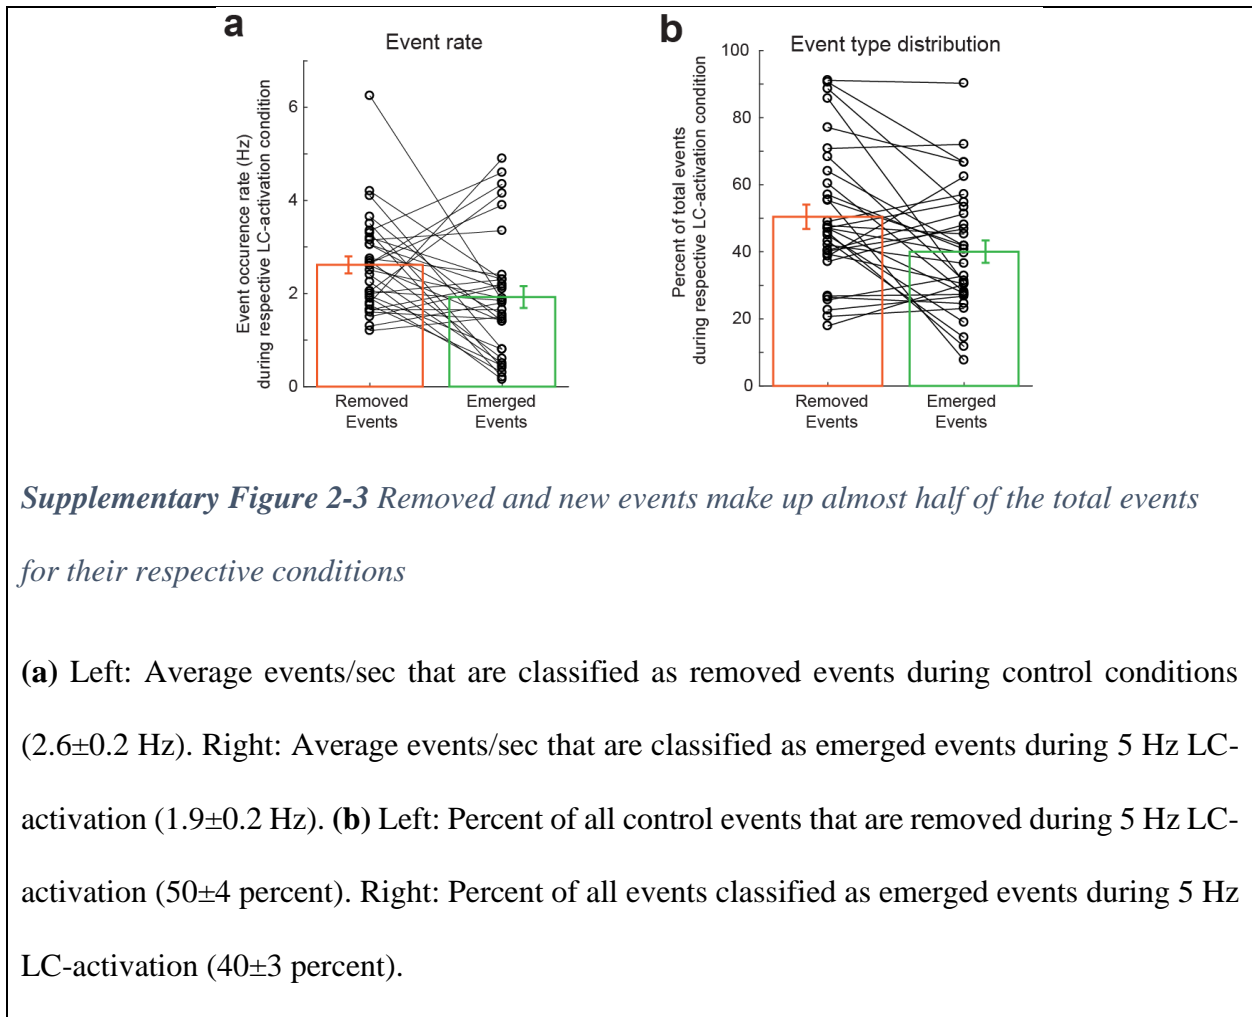 a
Event rate
Event occurrence rate (Hz)
during respective LC-activation condition
6
4
2
0
Removed
Events
Emerged
Events
b
Event type distribution
Percent of total events
during respective LC-activation condition
100
80
60
40
20
0
Removed
Events
Emerged
Events
Supplementary Figure 2-3 Removed and new events make up almost half of the total events
for their respective conditions
(a) Left: Average events/sec that are classified as removed events during control conditions
(2.6±0.2 Hz). Right: Average events/sec that are classified as emerged events during 5 Hz LC-
activation (1.9±0.2 Hz). (b) Left: Percent of all control events that are removed during 5 Hz LC-
activation (50±4 percent). Right: Percent of all events classified as emerged events during 5 Hz
LC-activation (40±3 percent).